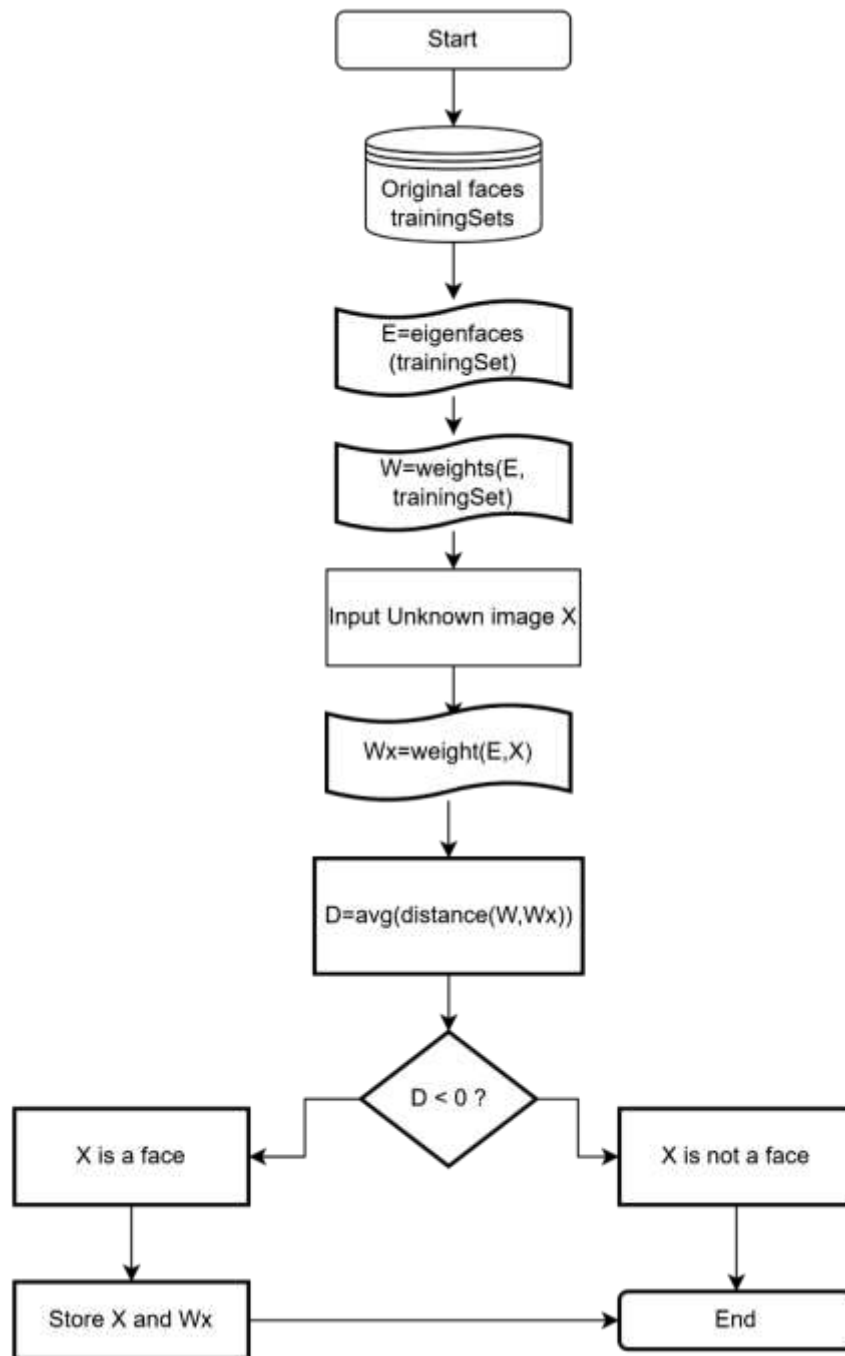 Start
Original faces
trainingSets
E=eigenfaces
(trainingSet)
W=weights(E,
trainingSet)
Input Unknown image X
Wx=weight(E,X)
D=avg(distance(W,Wx))
D < 0 ?
X is a face
X is not a face
Store X and Wx
End